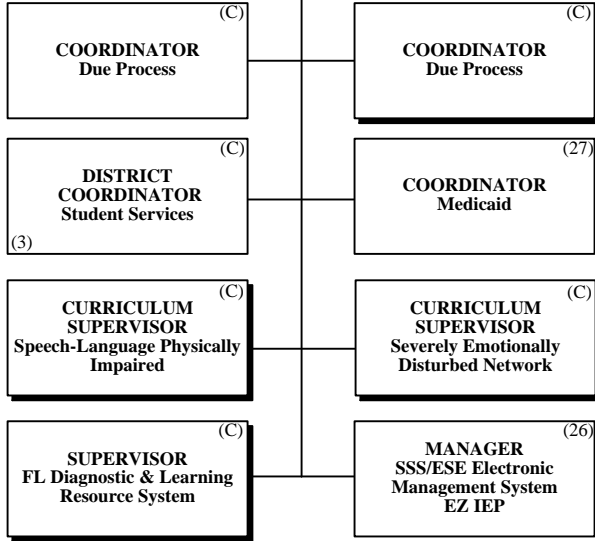 (C)
COORDINATOR
Due Process
(C)
COORDINATOR
Due Process
(C)
DISTRICT
COORDINATOR
Student Services
(3)
(27)
COORDINATOR
Medicaid
(C)
CURRICULUM
SUPERVISOR
Speech-Language Physically
Impaired
(C)
CURRICULUM
SUPERVISOR
Severely Emotionally
Disturbed Network
(C)
SUPERVISOR
FL Diagnostic & Learning
Resource System
(26)
MANAGER
SSS/ESE Electronic
Management System
EZ IEP